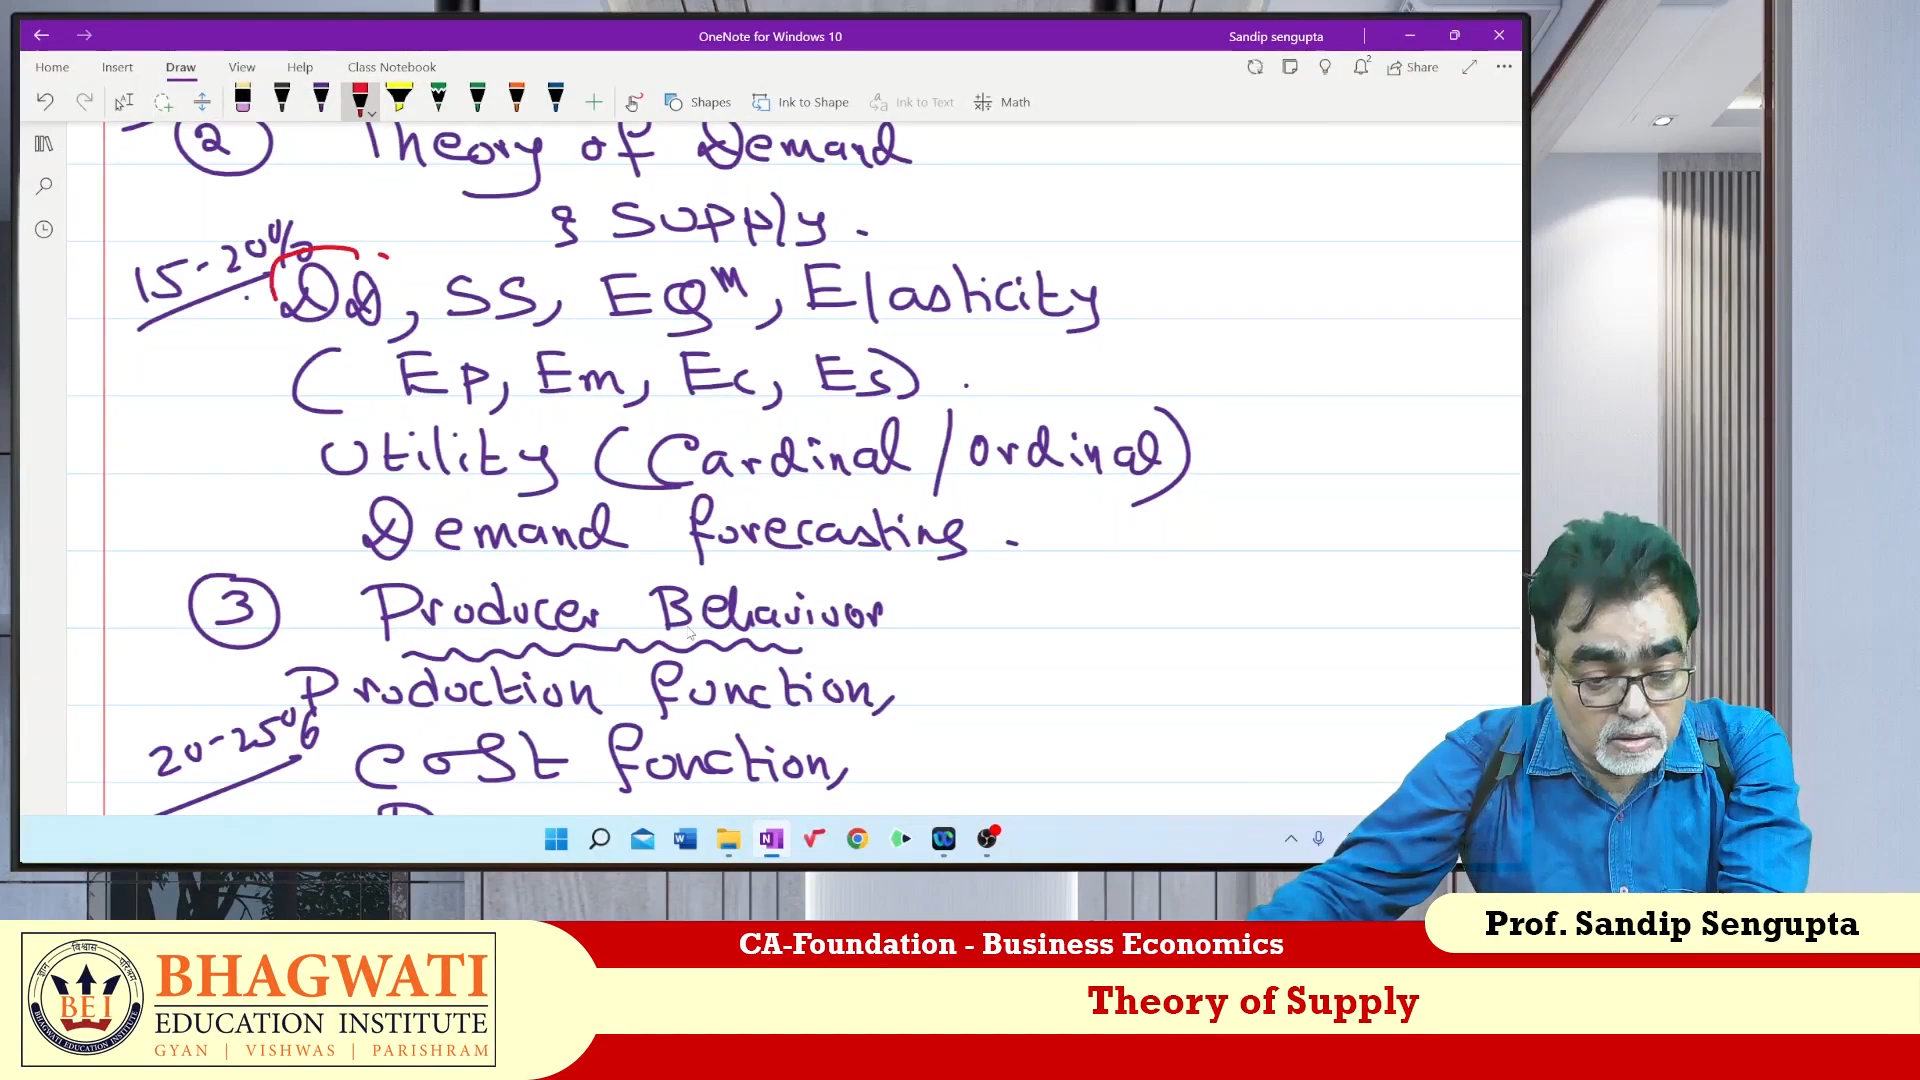 OneNote for Windows 10
Sandip sengupta
Home Insert Draw View Help Class Notebook
Share
Shapes Ink to Shape Ink to Text Math
2 Theory of Demand
& Supply.
15-20%
DD, SS, EQm, Elasticity
(Ep, Em, Ec, Es).
Utility (Cardinal/ordinal)
Demand forecasting.
3 Producer Behaviuor
Production function,
20-25%
cost function,
Prof. Sandip Sengupta
CA-Foundation - Business Economics
Theory of Supply
BEI
BHAGWATI
EDUCATION INSTITUTE
GYAN | VISHWAS | PARISHRAM